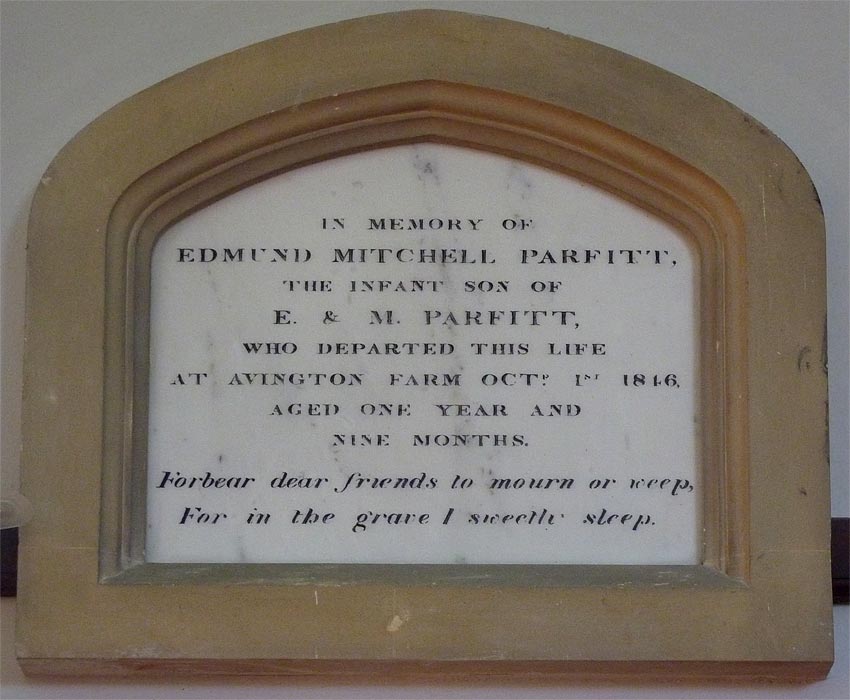 IN MEMORY OF
EDMUND MITCHELL PARFITT,
THE INFANT SON OF
E. & M. PARFITT,
WHO DEPARTED THIS LIFE
AT AVINGTON FARM OCTR. 1ST 1846,
AGED ONE YEAR AND
NINE MONTHS.
Forbear dear friends to mourn or weep,
For in the grave I sweetly sleep.